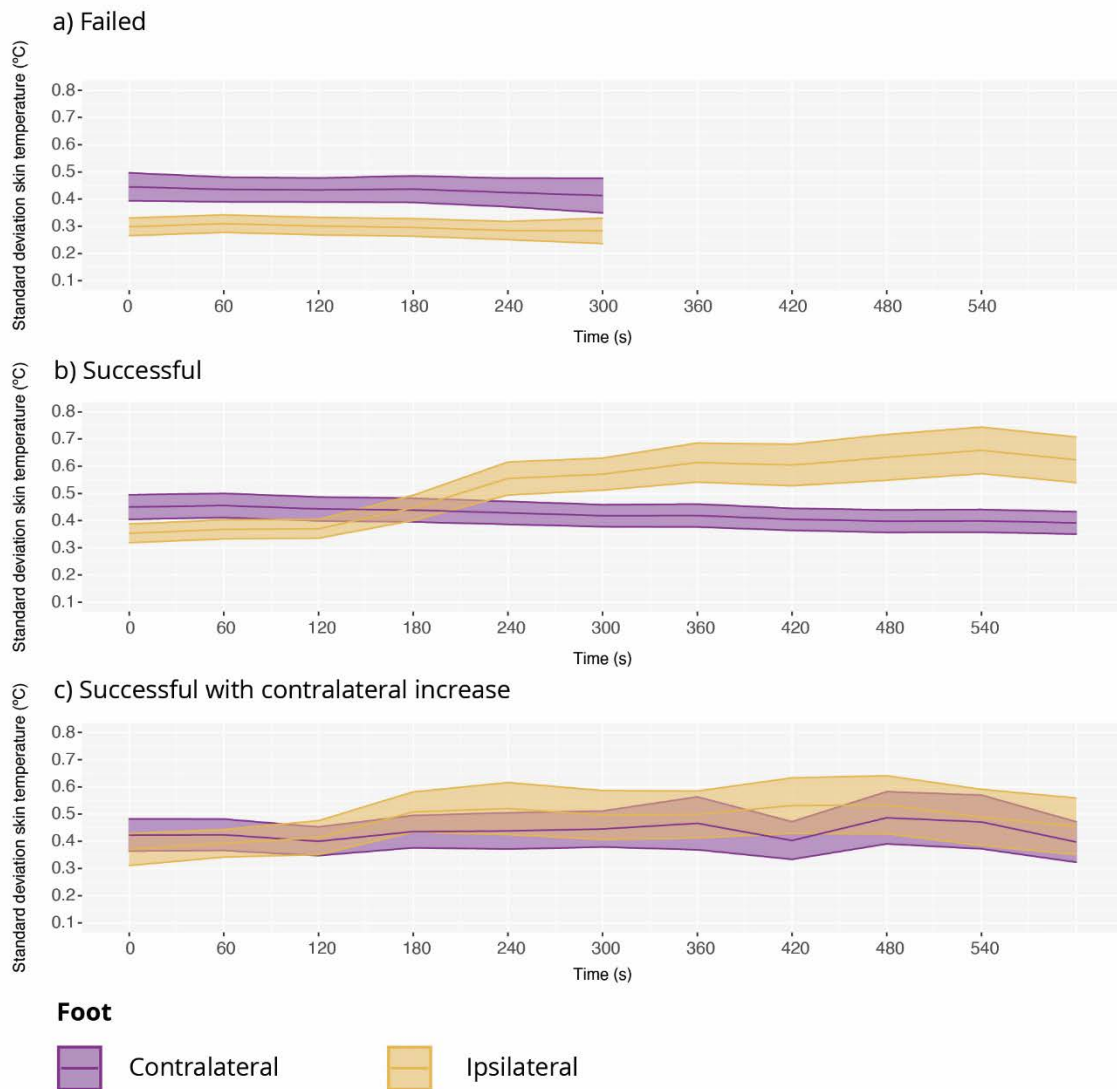 a) Failed
Standard deviation skin temperature (ºC)
0.8
0.7
0.6
0.5
0.4
0.3
0.2
0.1
0 60 120 180 240 300 360 420 480 540
Time (s)
b) Successful
Standard deviation skin temperature (ºC)
0.8
0.7
0.6
0.5
0.4
0.3
0.2
0.1
0 60 120 180 240 300 360 420 480 540
Time (s)
c) Successful with contralateral increase
Standard deviation skin temperature (ºC)
0.8
0.7
0.6
0.5
0.4
0.3
0.2
0.1
0 60 120 180 240 300 360 420 480 540
Time (s)
Foot
Contralateral Ipsilateral